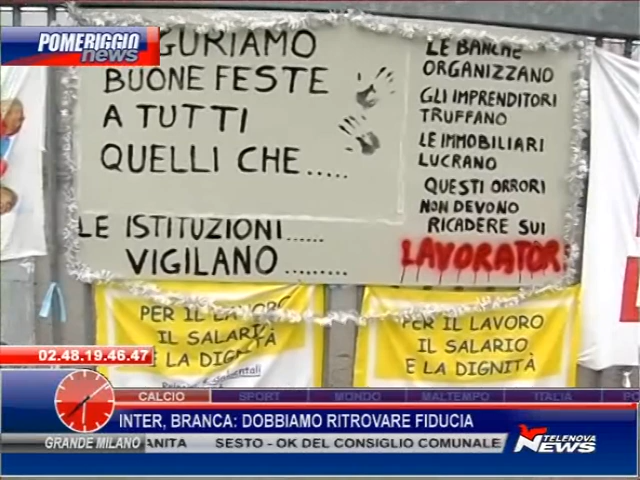 POMERIGGIO
news
GURIAMO
BUONE FESTE
A TUTTI
QUELLI CHE.....
LE ISTITUZIONI......
VIGILANO.........
LE BANCHE
ORGANIZZANO
GLI IMPRENDITORI
TRUFFANO
LE IMMOBILIARI
LUCRANO
QUESTI ORRORI
NON DEVONO
RICADERE SUI
LAVORATORI
PER IL LAVORO
IL SALARIO
E LA DIGNITÀ
PER IL LAVORO
IL SALARIO
E LA DIGNITÀ
02.48.19.46.47
CALCIO SPORT MONDO MALTEMPO ITALIA PO
INTER, BRANCA: DOBBIAMO RITROVARE FIDUCIA
TELENOVA
NEWS
GRANDE MILANO ANITA SESTO - OK DEL CONSIGLIO COMUNALE